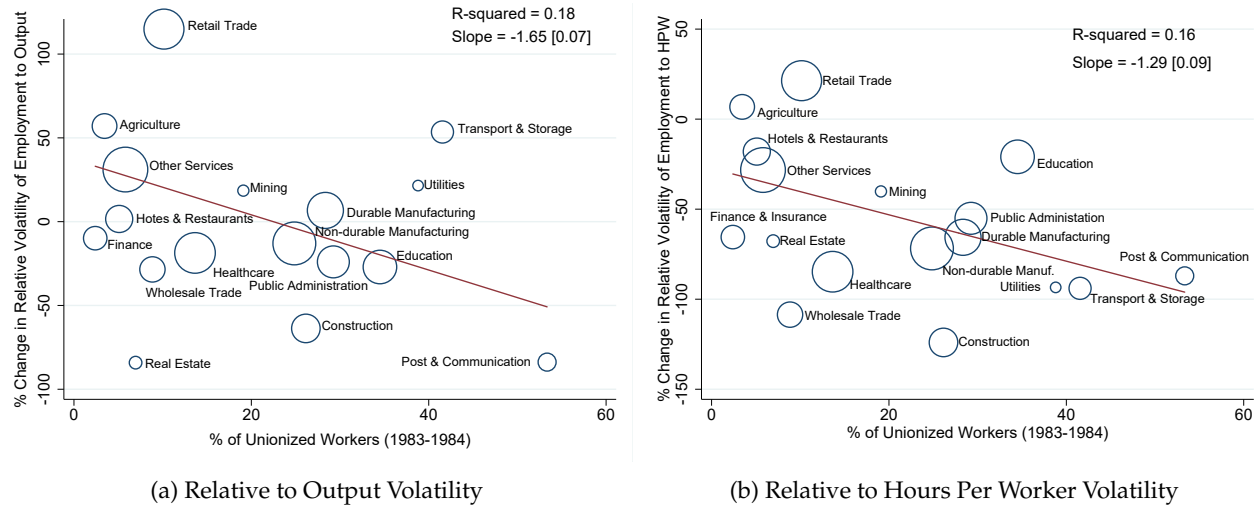 % Change in Relative Volatility of Employment to Output
100
50
0
-50
-100
R-squared = 0.18
Slope = -1.65 [0.07]
Retail Trade
Agriculture
Transport & Storage
Other Services
Mining
Utilities
Durable Manufacturing
Hotes & Restaurants
Non-durable Manufacturing
Finance
Education
Healthcare
Public Administration
Wholesale Trade
Construction
Real Estate
Post & Communication
0
20
40
60
% of Unionized Workers (1983-1984)
(a) Relative to Output Volatility
% Change in Relative Volatility of Employment to HPW
50
0
-50
-100
-150
R-squared = 0.16
Slope = -1.29 [0.09]
Retail Trade
Agriculture
Hotels & Restaurants
Education
Other Services
Mining
Finance & Insurance
Public Administation
Real Estate
Durable Manufacturing
Post & Communication
Non-durable Manuf.
Healthcare
Utilities
Transport & Storage
Wholesale Trade
Construction
0
20
40
60
% of Unionized Workers (1983-1984)
(b) Relative to Hours Per Worker Volatility